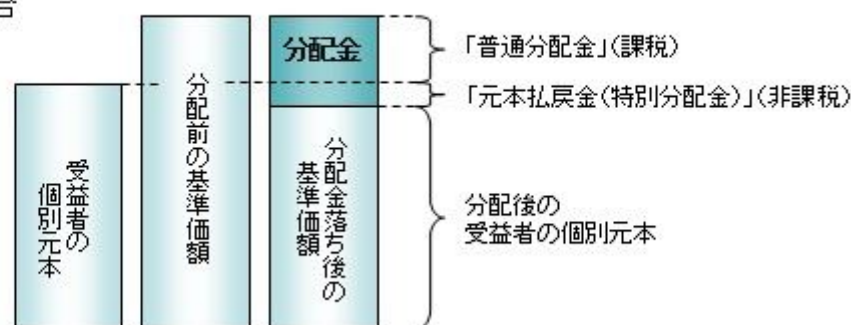 合
分配金
「普通分配金」(課税)
「元本払戻金(特別分配金)」(非課税)
受益者の
個別元本
分配前の基準価額
分配金落ち後の
基準価額
分配後の
受益者の個別元本